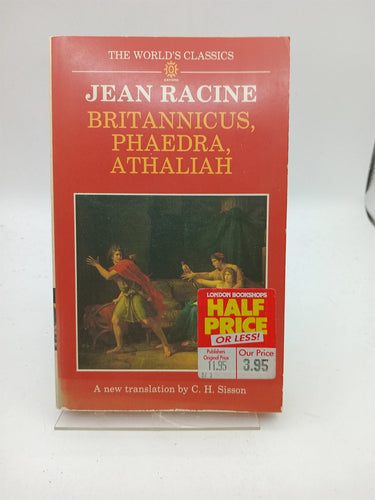 THE WORLD'S CLASSICS
JEAN RACINE
BRITANNICUS,
PHAEDRA,
ATHALIAH
LONDON BOOKSHOPS
HALF
PRICE
OR LESS!
Publishers Our Price
Original Price
11.95 3.95
A new translation by C. H. Sisson